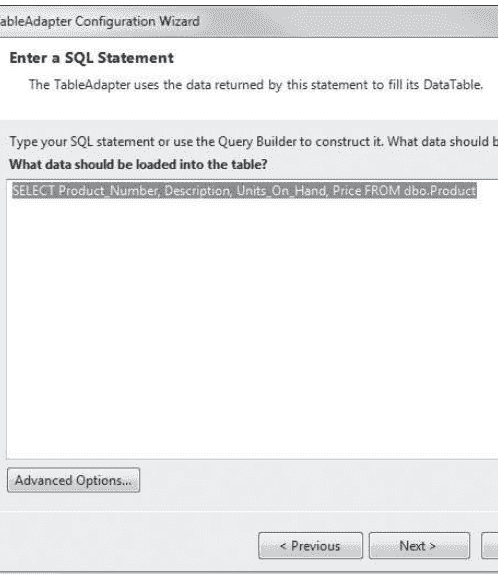 TableAdapter Configuration Wizard
Enter a SQL Statement
The TableAdapter uses the data returned by this statement to fill its DataTable.
Type your SQL statement or use the Query Builder to construct it. What data should b
What data should be loaded into the table?
SELECT Product_Number, Description, Units_On_Hand, Price FROM dbo.Product
Advanced Options...
< Previous
Next >